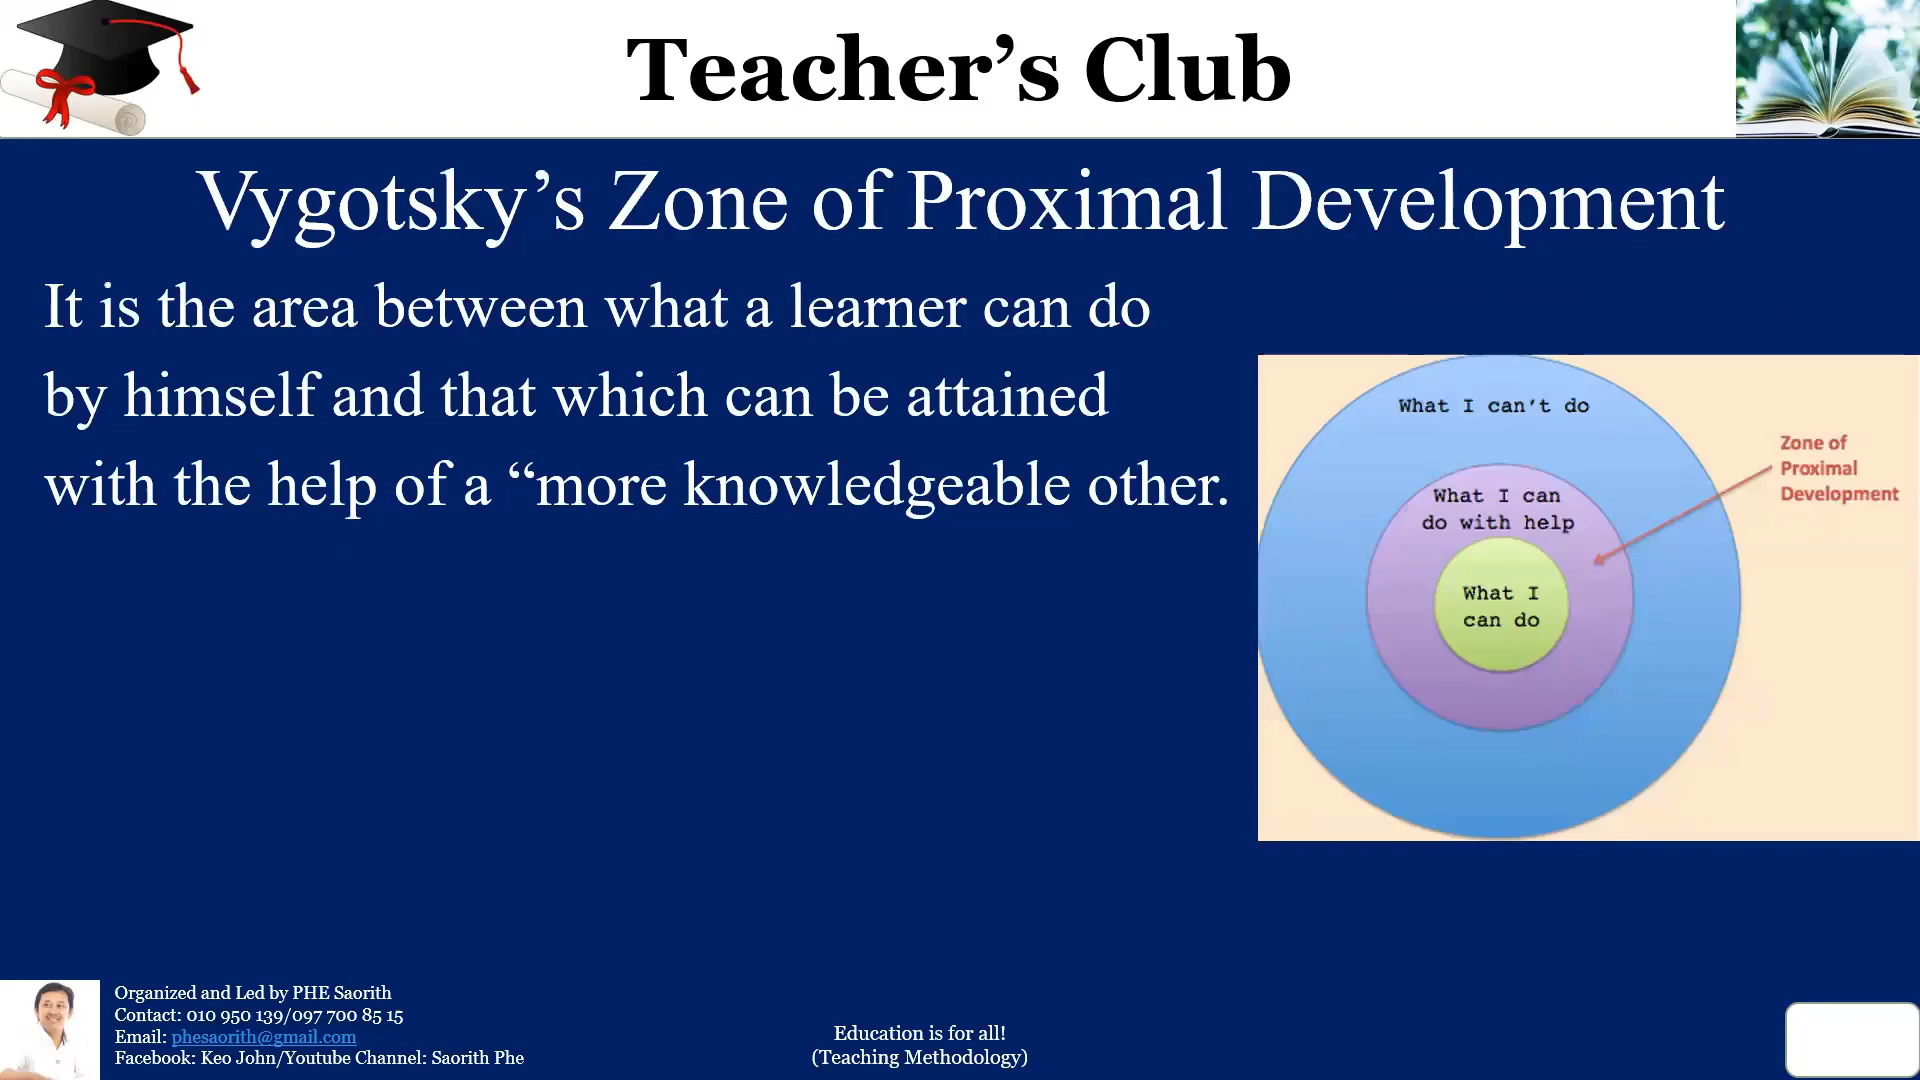 Teacher’s Club
Vygotsky’s Zone of Proximal Development
It is the area between what a learner can do
by himself and that which can be attained
with the help of a “more knowledgeable other.
What I can’t do
Zone of
Proximal
Development
What I can
do with help
What I
can do
Organized and Led by PHE Saorith
Contact: 010 950 139/097 700 85 15
Email: phesaorith@gmail.com
Facebook: Keo John/Youtube Channel: Saorith Phe
Education is for all!
(Teaching Methodology)